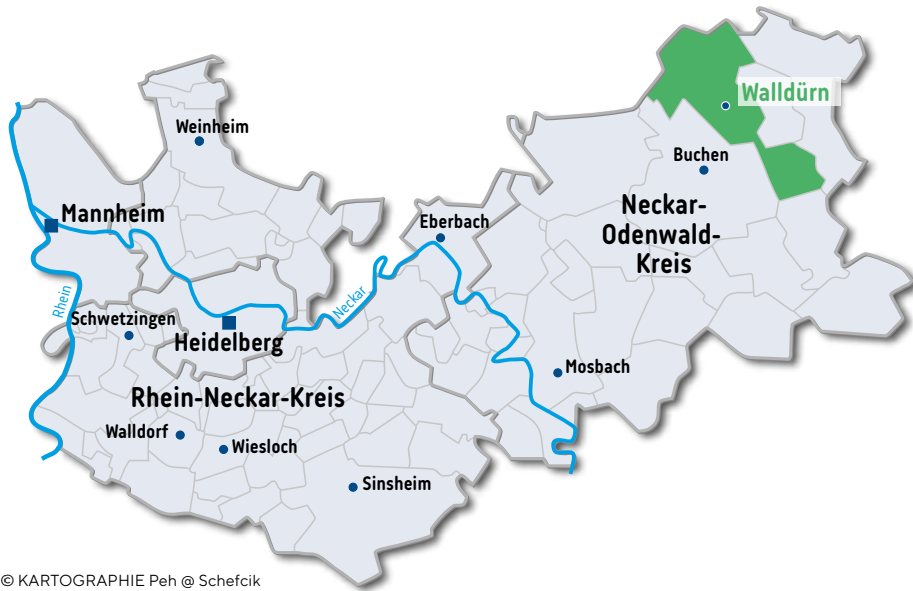 Walldürn
Weinheim
Buchen
Mannheim
Neckar-
Odenwald-
Kreis
Eberbach
Rhein
Neckar
Schwetzingen
Heidelberg
Mosbach
Rhein-Neckar-Kreis
Walldorf
Wiesloch
Sinsheim
© KARTOGRAPHIE Peh @ Schefcik